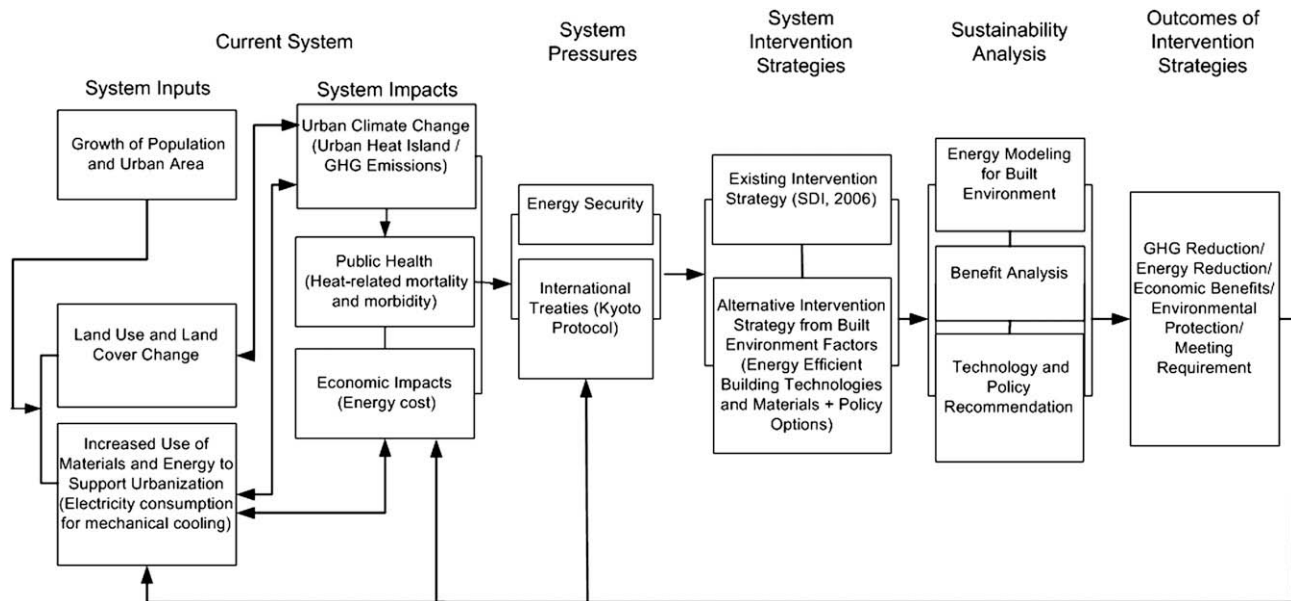 Current System
System Inputs
Growth of Population
and Urban Area
Land Use and Land
Cover Change
Increased Use of
Materials and Energy to
Support Urbanization
(Electricity consumption
for mechanical cooling)
System Impacts
Urban Climate Change
(Urban Heat Island /
GHG Emissions)
Public Health
(Heat-related mortality
and morbidity)
Economic Impacts
(Energy cost)
System
Pressures
Energy Security
International
Treaties (Kyoto
Protocol)
System
Intervention
Strategies
Existing Intervention
Strategy (SDI, 2006)
Alternative Intervention
Strategy from Built
Environment Factors
(Energy Efficient
Building Technologies
and Materials + Policy
Options)
Sustainability
Analysis
Energy Modeling
for Built
Environment
Benefit Analysis
Technology and
Policy
Recommendation
Outcomes of
Intervention
Strategies
GHG Reduction/
Energy Reduction/
Economic Benefits/
Environmental
Protection/
Meeting
Requirement